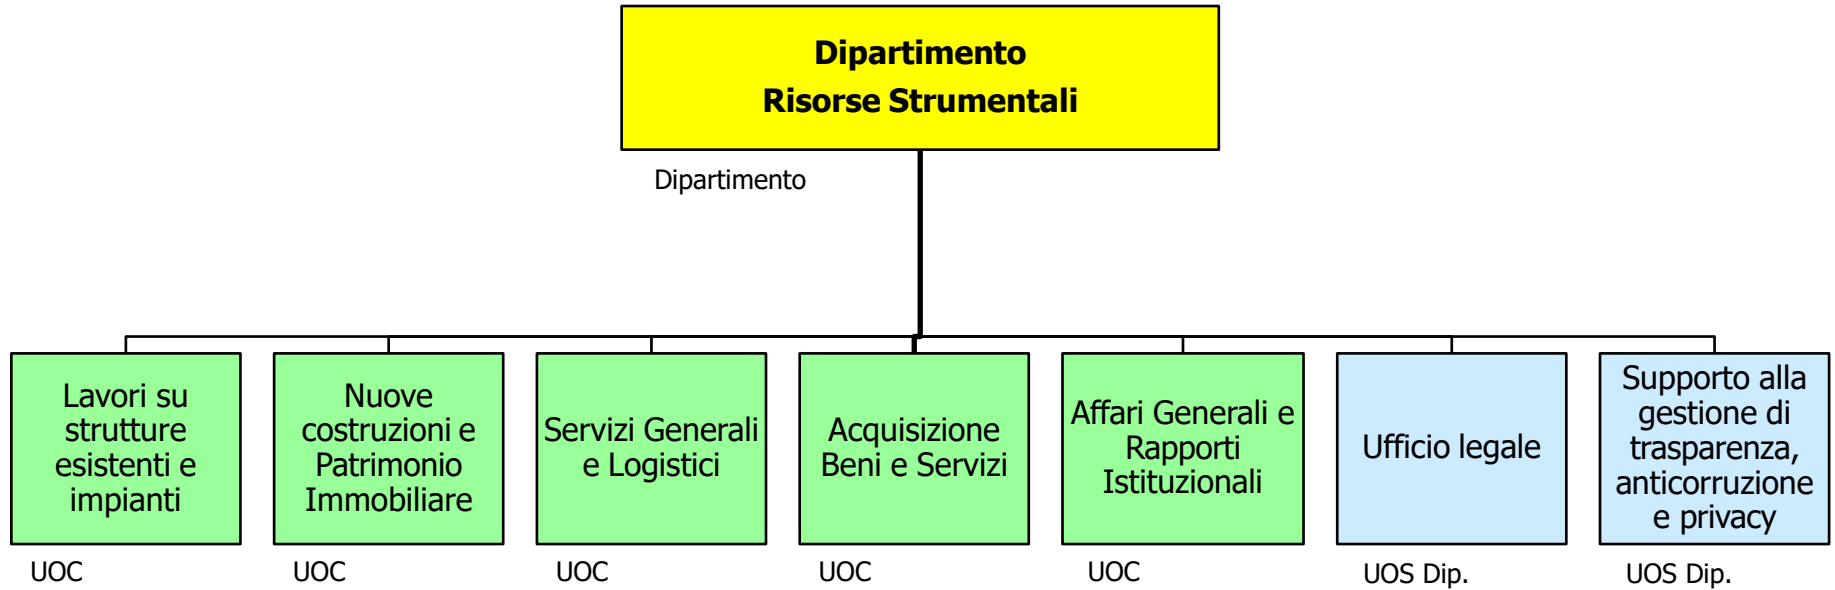 Dipartimento
Risorse Strumentali
Dipartimento
Lavori su
strutture
esistenti e
impianti
UOC
Nuove
costruzioni e
Patrimonio
Immobiliare
UOC
Servizi Generali
e Logistici
UOC
Acquisizione
Beni e Servizi
UOC
Affari Generali e
Rapporti
Istituzionali
UOC
Ufficio legale
UOS Dip.
Supporto alla
gestione di
trasparenza,
anticorruzione
e privacy
UOS Dip.